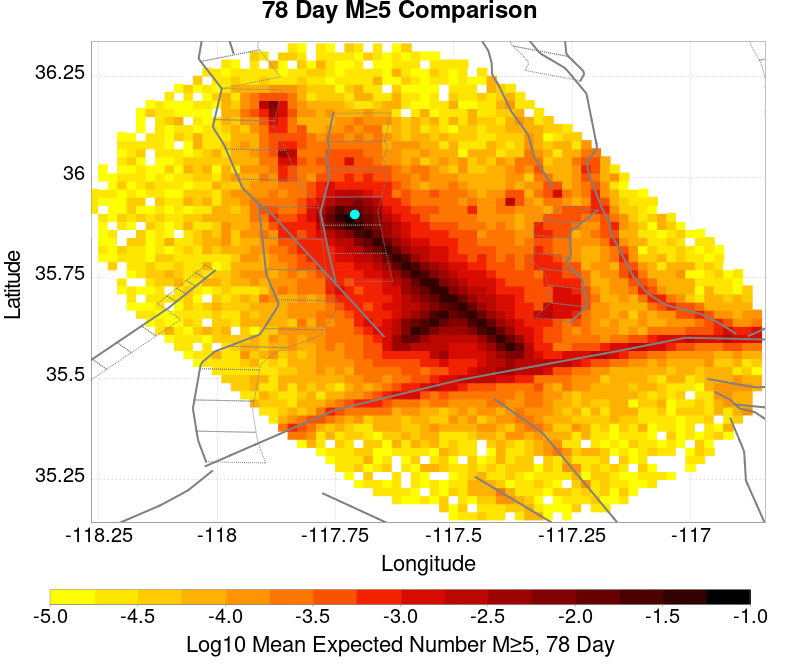 78 Day M≥5 Comparison
36.25
36
35.75
35.5
35.25
Latitude
-118.25 -118 -117.75 -117.5 -117.25 -117
Longitude
-5.0 -4.5 -4.0 -3.5 -3.0 -2.5 -2.0 -1.5 -1.0
Log10 Mean Expected Number M≥5, 78 Day